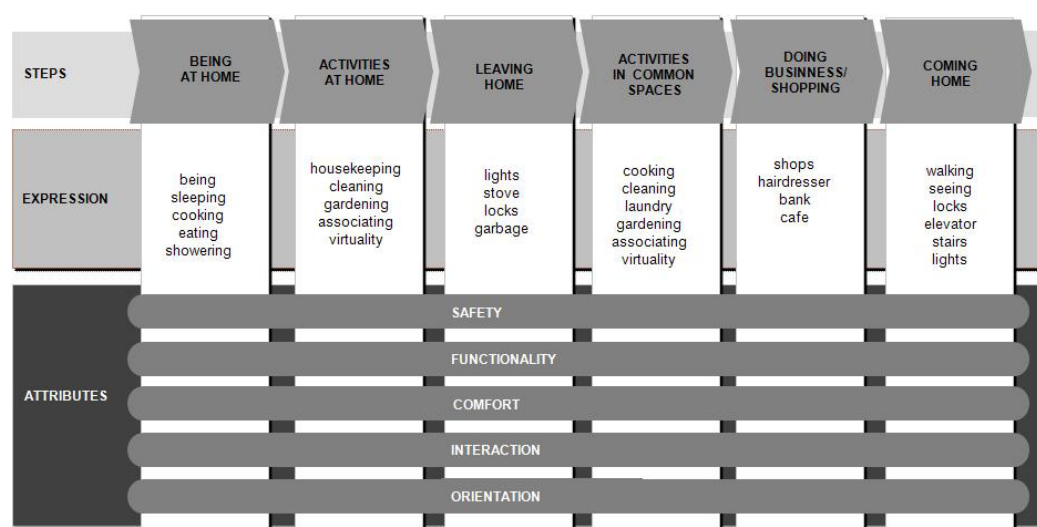 STEPS
BEING
AT HOME
ACTIVITIES
AT HOME
LEAVING
HOME
ACTIVITIES
IN COMMON
SPACES
DOING
BUSINNESS/
SHOPPING
COMING
HOME
EXPRESSION
being
sleeping
cooking
eating
showering
housekeeping
cleaning
gardening
associating
virtuality
lights
stove
locks
garbage
cooking
cleaning
laundry
gardening
associating
virtuality
shops
hairdresser
bank
cafe
walking
seeing
locks
elevator
stairs
lights
ATTRIBUTES
SAFETY
FUNCTIONALITY
COMFORT
INTERACTION
ORIENTATION